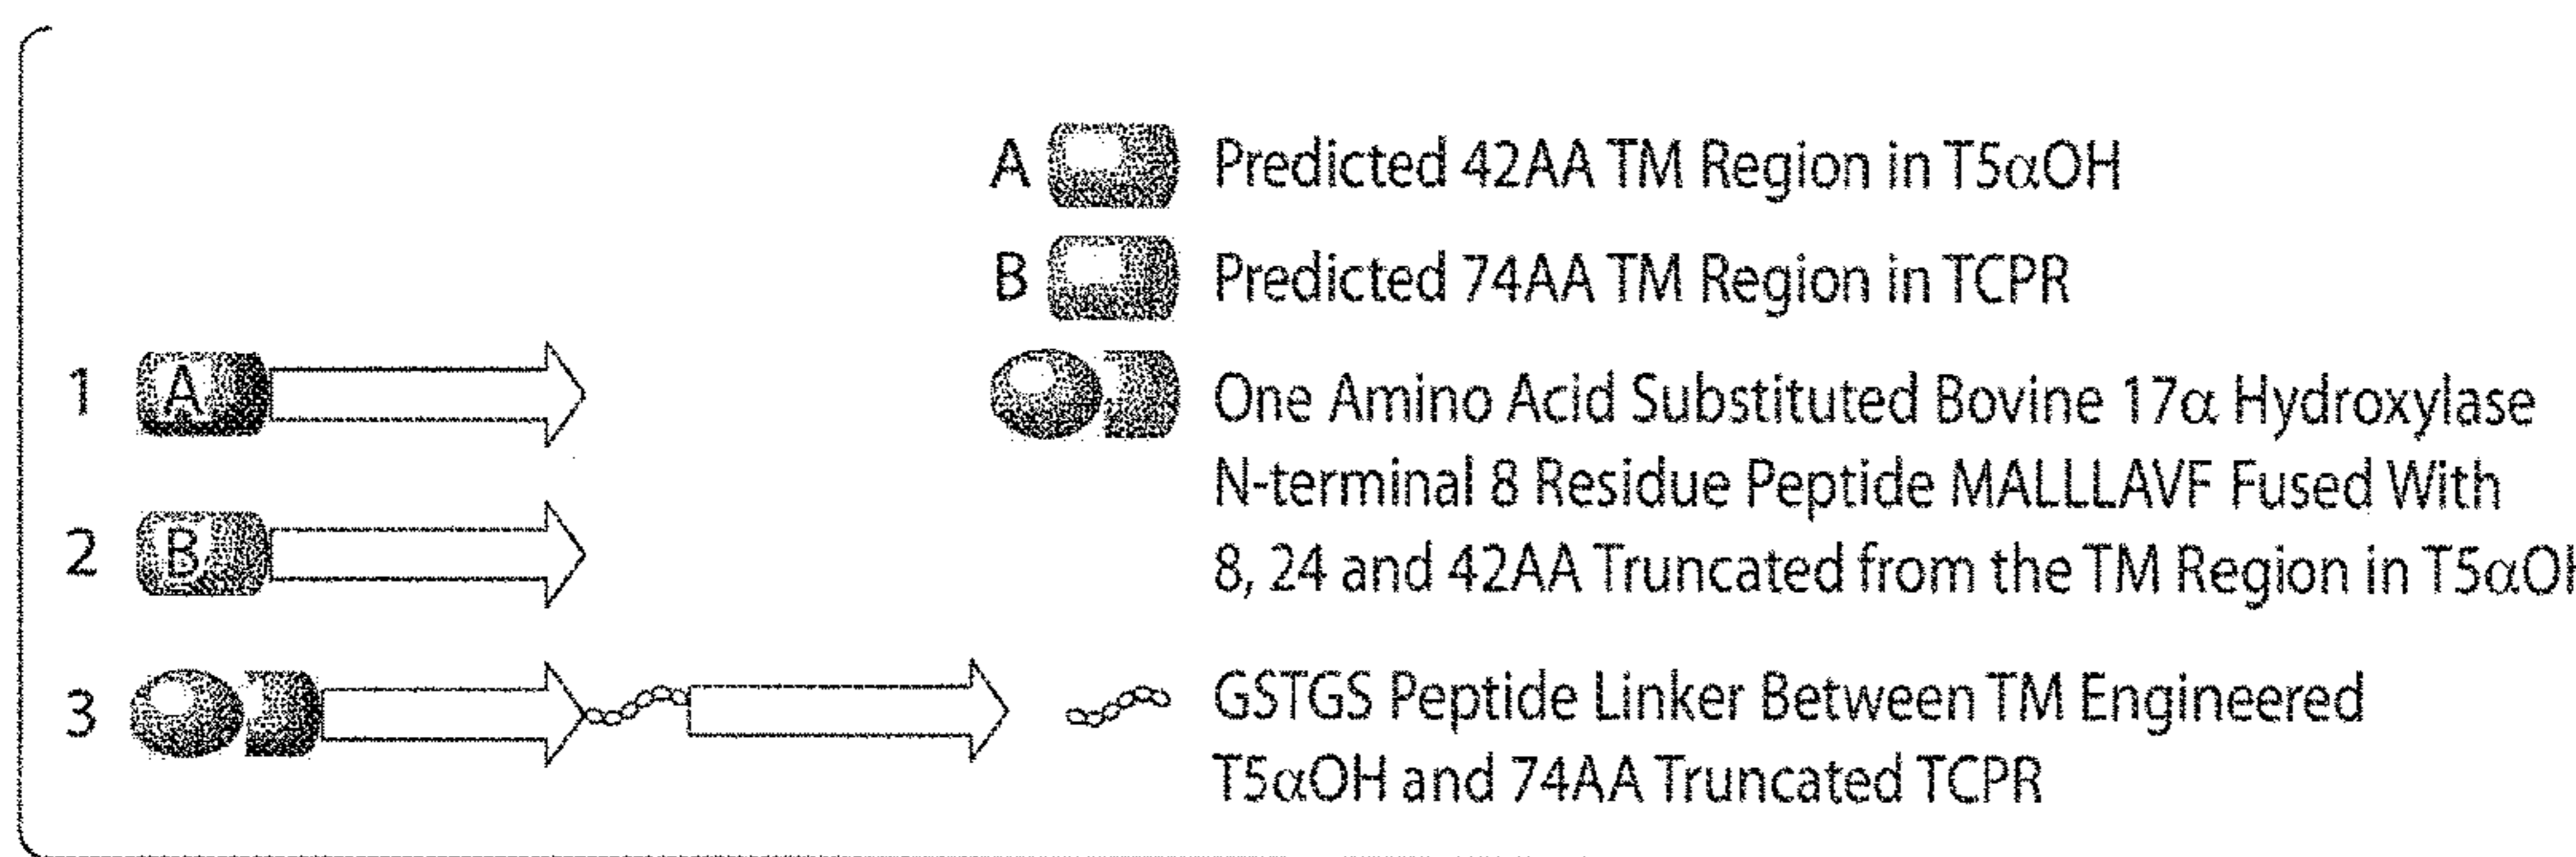 A Predicted 42AA TM Region in T5αOH
B Predicted 74AA TM Region in TCPR
1 A
One Amino Acid Substituted Bovine 17α Hydroxylase
N-terminal 8 Residue Peptide MALLLAVF Fused With
2 B
8, 24 and 42AA Truncated from the TM Region in T5αOH
3
GSTGS Peptide Linker Between TM Engineered
T5αOH and 74AA Truncated TCPR